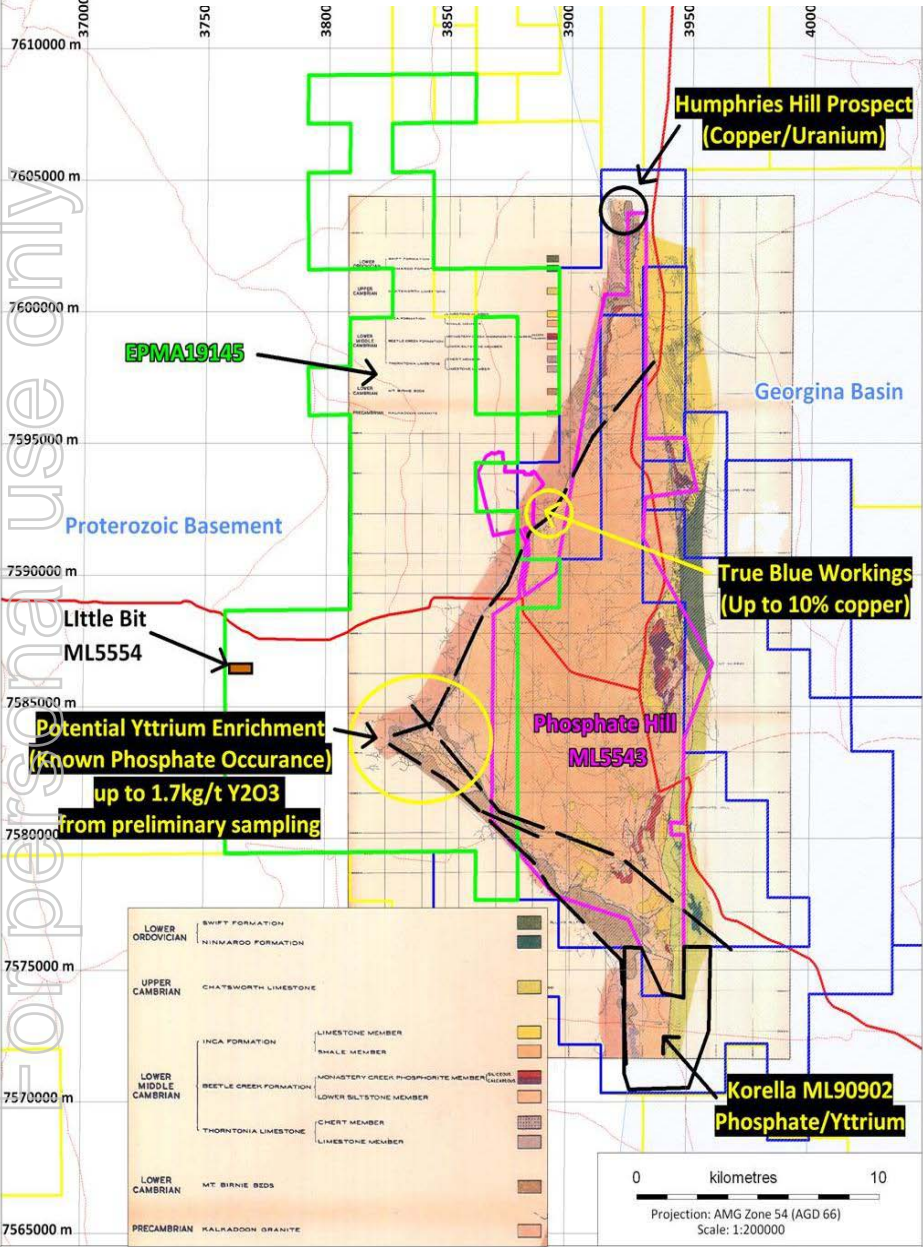 37000
3750
3800
3850
3900
3950
4000
7610000 m
Humphries Hill Prospect
(Copper/Uranium)
7605000 m
7600000 m
EPMA19145
Georgina Basin
7595000 m
Proterozoic Basement
7590000 m
True Blue Workings
(Up to 10% copper)
LIttle Bit
ML5554
7585000 m
Potential Yttrium Enrichment
(Known Phosphate Occurance)
up to 1.7kg/t Y2O3
from preliminary sampling
Phosphate Hill
ML5543
7580000 m
7575000 m
7570000 m
7565000 m
LOWER
ORDOVICIAN
SWIFT FORMATION
NINMAROO FORMATION
UPPER
CAMBRIAN
CHATSWORTH LIMESTONE
LOWER
MIDDLE
CAMBRIAN
INCA FORMATION
LIMESTONE MEMBER
SHALE MEMBER
BEETLE CREEK FORMATION
MONASTERY CREEK PHOSPHORITE MEMBER
LOWER SILTSTONE MEMBER
THORNTONIA LIMESTONE
CHERT MEMBER
LIMESTONE MEMBER
LOWER
CAMBRIAN
MT. BIRNIE BEDS
PRECAMBRIAN
KALKADOON GRANITE
Korella ML90902
Phosphate/Yttrium
0 kilometres 10
Projection: AMG Zone 54 (AGD 66)
Scale: 1:200000
For personal use only